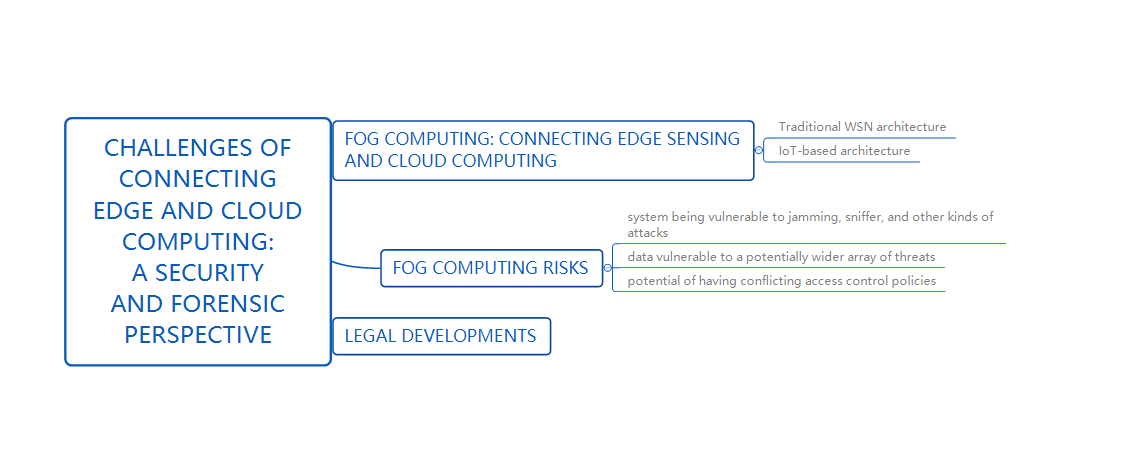 CHALLENGES OF
CONNECTING
EDGE AND CLOUD
COMPUTING:
A SECURITY
AND FORENSIC
PERSPECTIVE
FOG COMPUTING: CONNECTING EDGE SENSING
AND CLOUD COMPUTING
Traditional WSN architecture
IoT-based architecture
FOG COMPUTING RISKS
system being vulnerable to jamming, sniffer, and other kinds of
attacks
data vulnerable to a potentially wider array of threats
potential of having conflicting access control policies
LEGAL DEVELOPMENTS